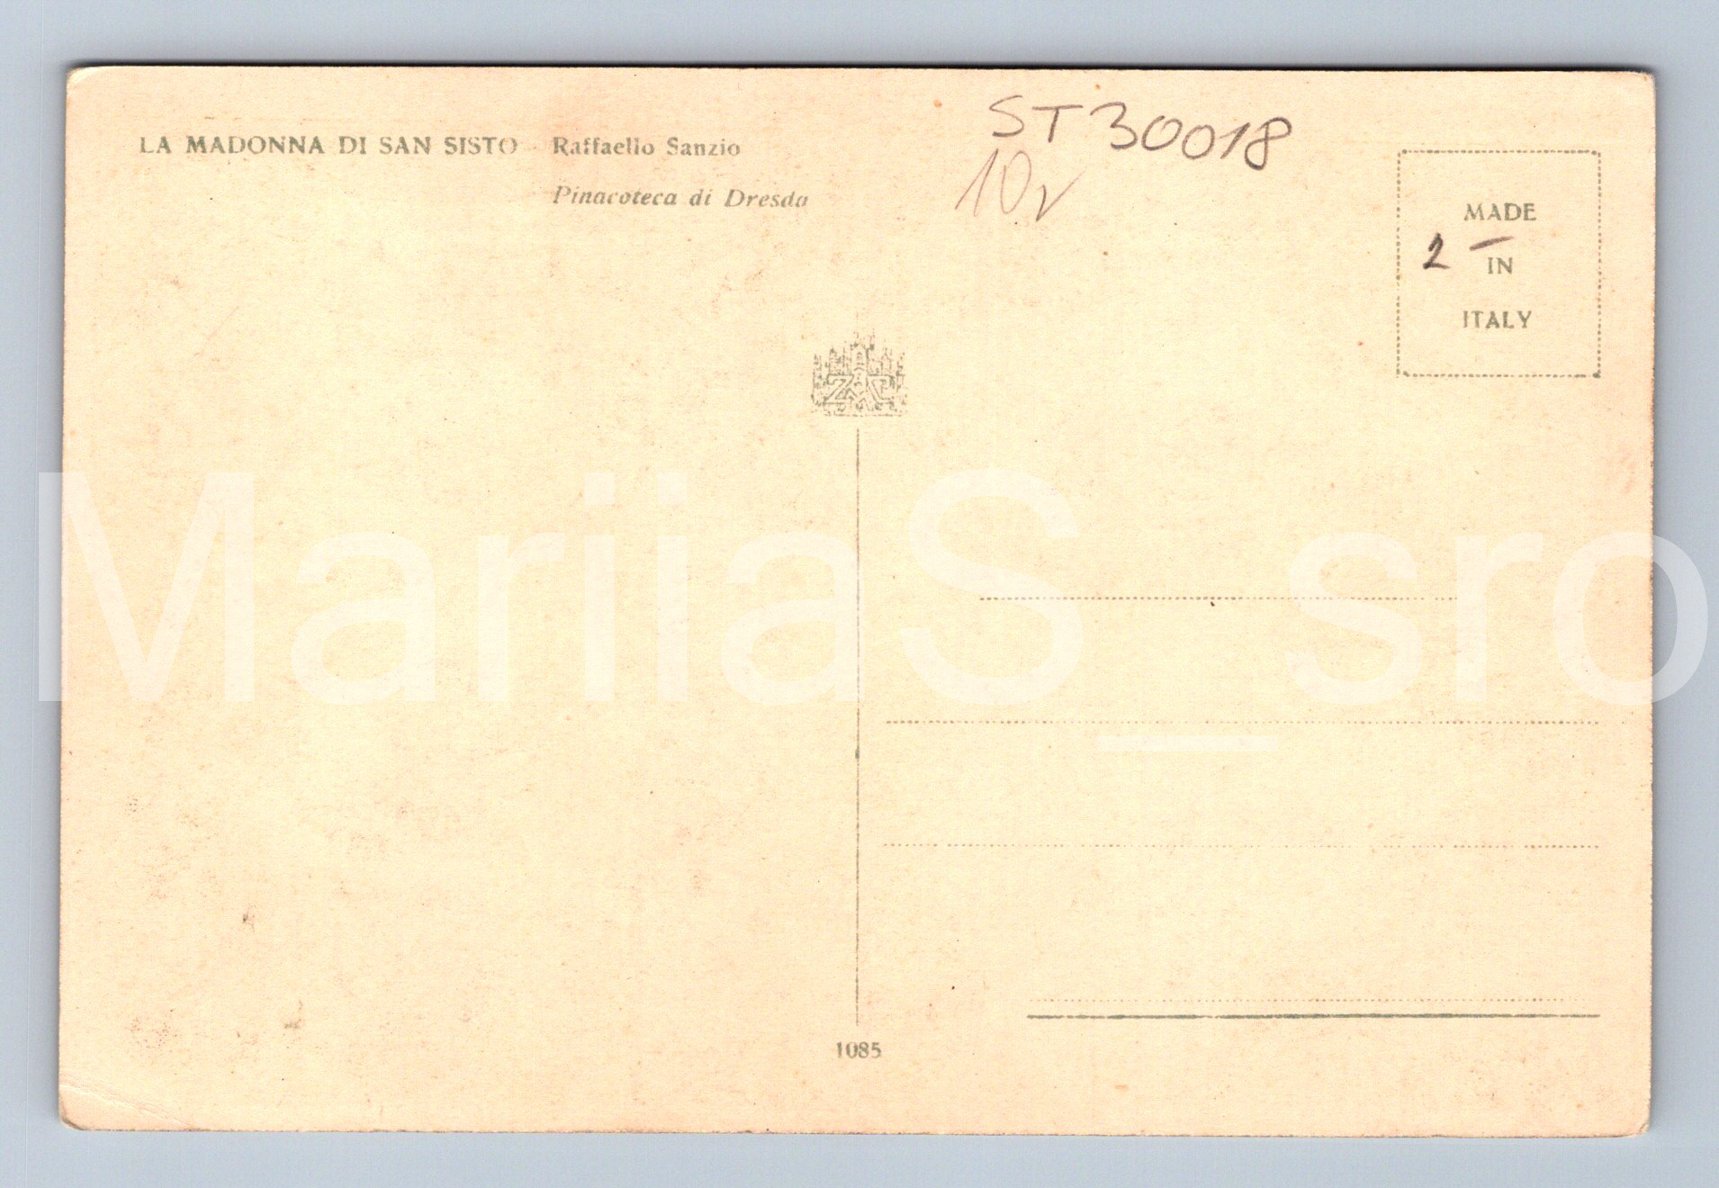 LA MADONNA DI SAN SISTO - Raffaello Sanzio
Pinacoteca di Dresda
ST30018
10
MADE
2 -
IN
ITALY
MariiaS_sro
1085